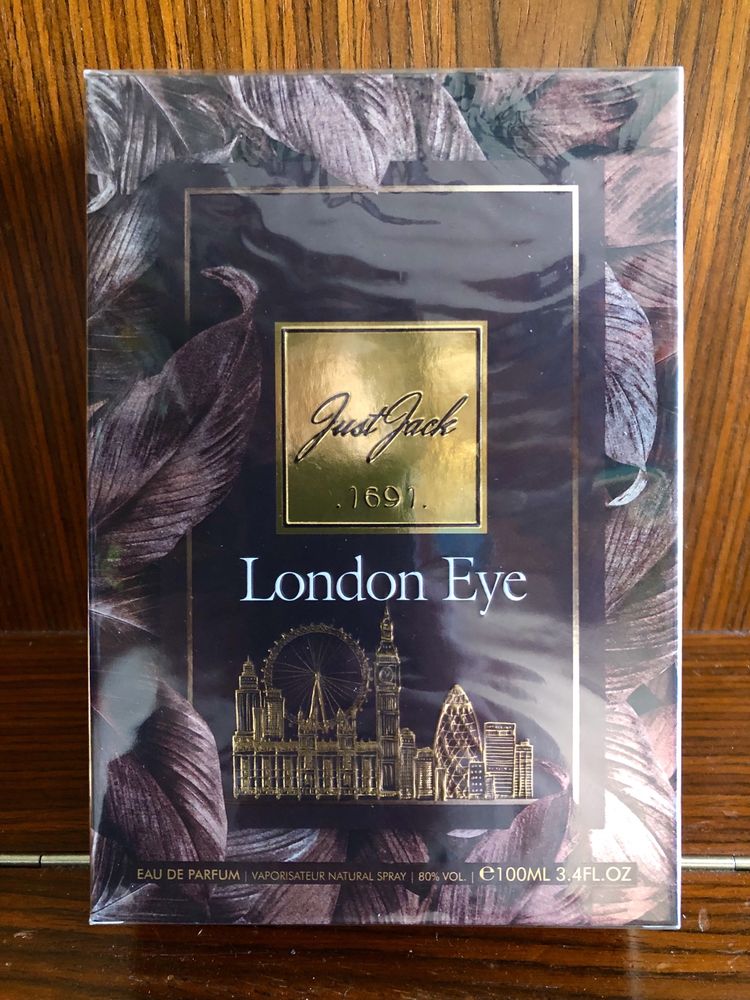 Just Jack
.1691.
London Eye
EAU DE PARFUM | VAPORISATEUR NATURAL SPRAY | 80% VOL. | ℮100ML 3.4FL.OZ